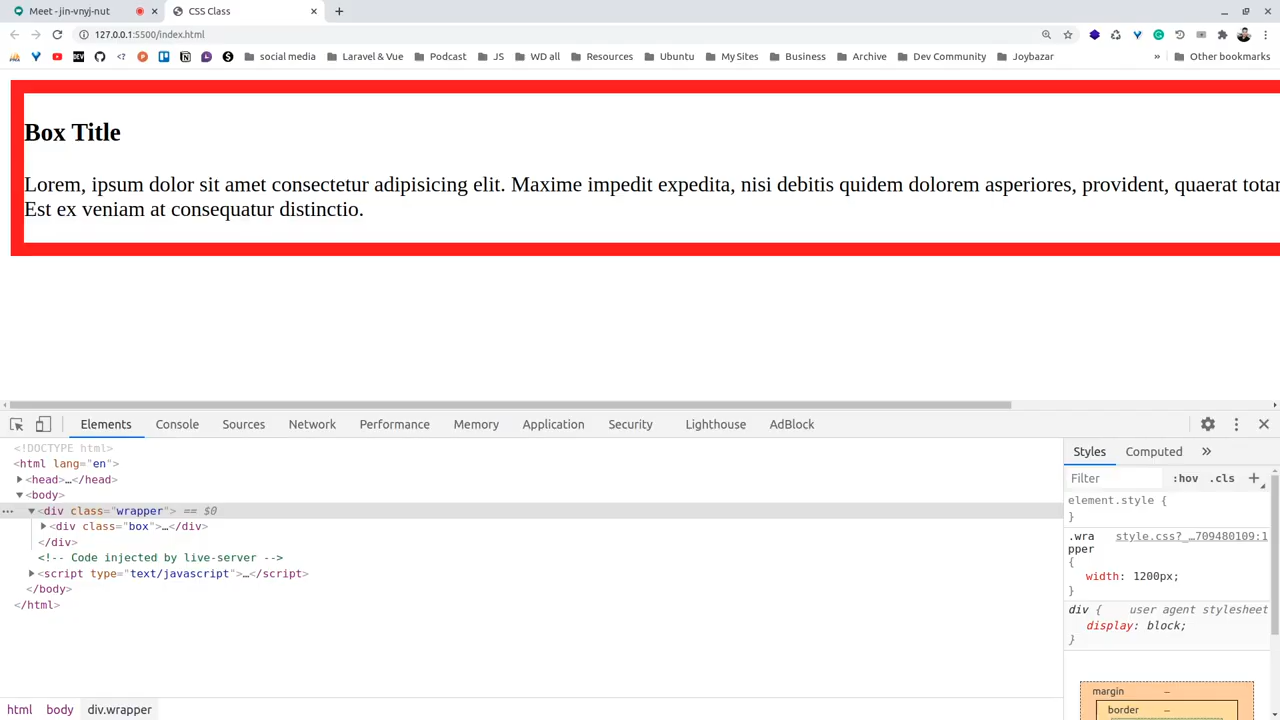 Meet - jin-vnyj-nut
CSS Class
127.0.0.1:5500/index.html
DEV <? P $ social media Laravel & Vue Podcast JS WD all Resources Ubuntu My Sites Business Archive Dev Community Joybazar » Other bookmarks
Box Title
Lorem, ipsum dolor sit amet consectetur adipisicing elit. Maxime impedit expedita, nisi debitis quidem dolorem asperiores, provident, quaerat totam
Est ex veniam at consequatur distinctio.
Elements Console Sources Network Performance Memory Application Security Lighthouse AdBlock
<!DOCTYPE html>
<html lang="en">
<head>…</head>
<body>
<div class="wrapper"> == $0
<div class="box">…</div>
</div>
<!-- Code injected by live-server -->
<script type="text/javascript">…</script>
</body>
</html>
html body div.wrapper
Styles Computed »
Filter :hov .cls +
element.style {
}
.wra style.css?_…709480109:1
pper
{
width: 1200px;
}
div { user agent stylesheet
display: block;
}
margin –
border –